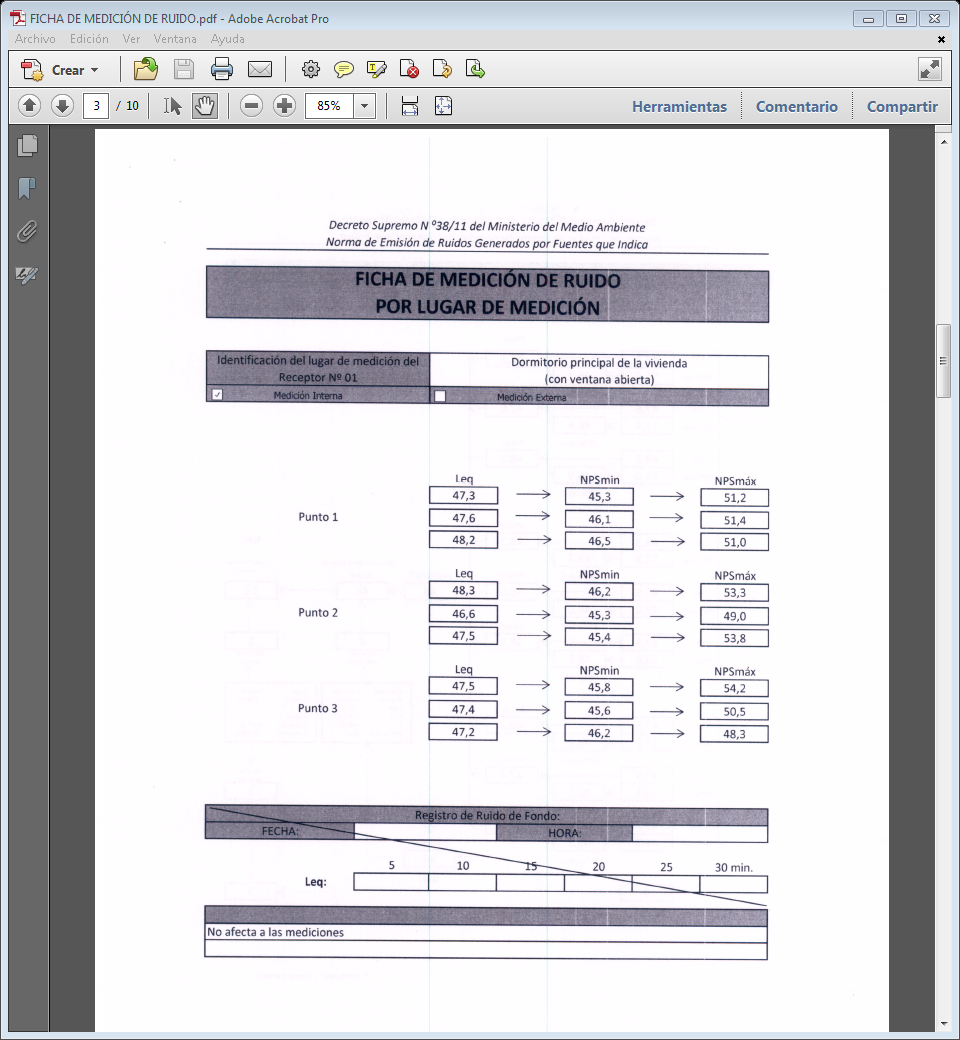 FICHA DE MEDICIÓN DE RUIDO.pdf - Adobe Acrobat Pro
Archivo Edición Ver Ventana Ayuda
Crear
3 / 10 85% Herramientas Comentario Compartir
Decreto Supremo N º38/11 del Ministerio del Medio Ambiente
Norma de Emisión de Ruidos Generados por Fuentes que Indica
FICHA DE MEDICIÓN DE RUIDO
POR LUGAR DE MEDICIÓN
Identificación del lugar de medición del Receptor Nº 01
Dormitorio principal de la vivienda
(con ventana abierta)
Medición Interna Medición Externa
Leq NPSmin NPSmáx
47,3 45,3 51,2
Punto 1 47,6 46,1 51,4
48,2 46,5 51,0
Leq NPSmin NPSmáx
48,3 46,2 53,3
Punto 2 46,6 45,3 49,0
47,5 45,4 53,8
Leq NPSmin NPSmáx
47,5 45,8 54,2
Punto 3 47,4 45,6 50,5
47,2 46,2 48,3
Registro de Ruido de Fondo:
FECHA: HORA:
5 10 15 20 25 30 min.
Leq:
No afecta a las mediciones